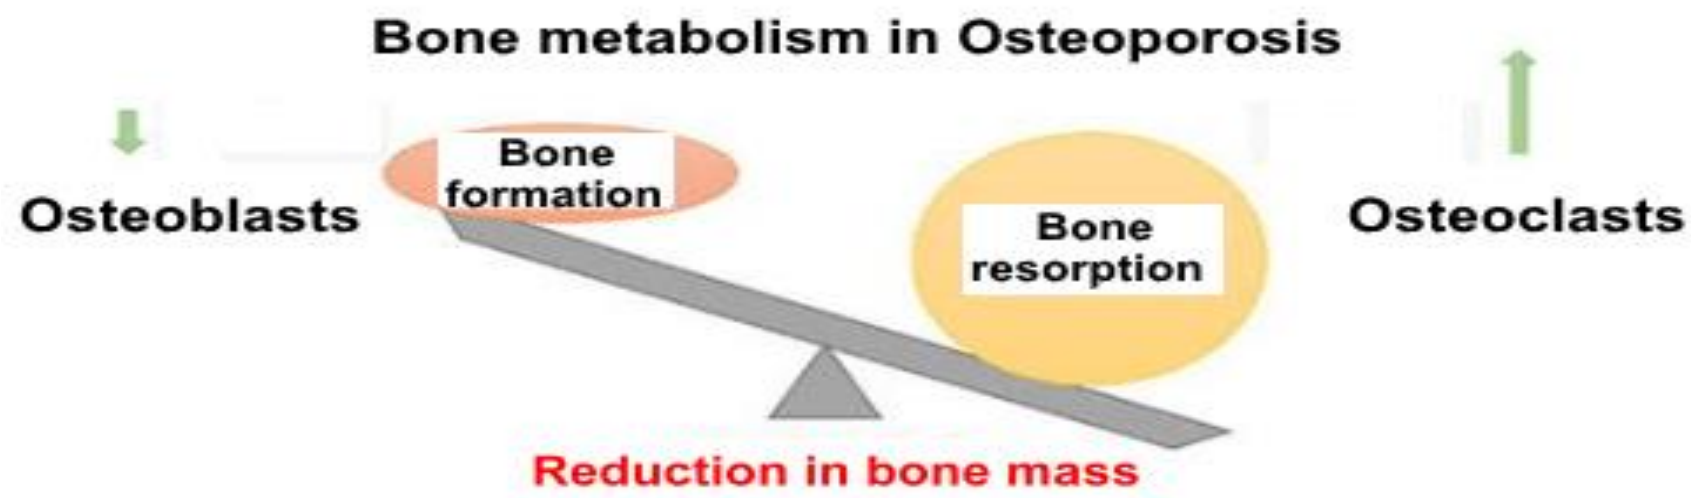 Bone metabolism in Osteoporosis
Osteoblasts
Bone
formation
Bone
resorption
Osteoclasts
Reduction in bone mass